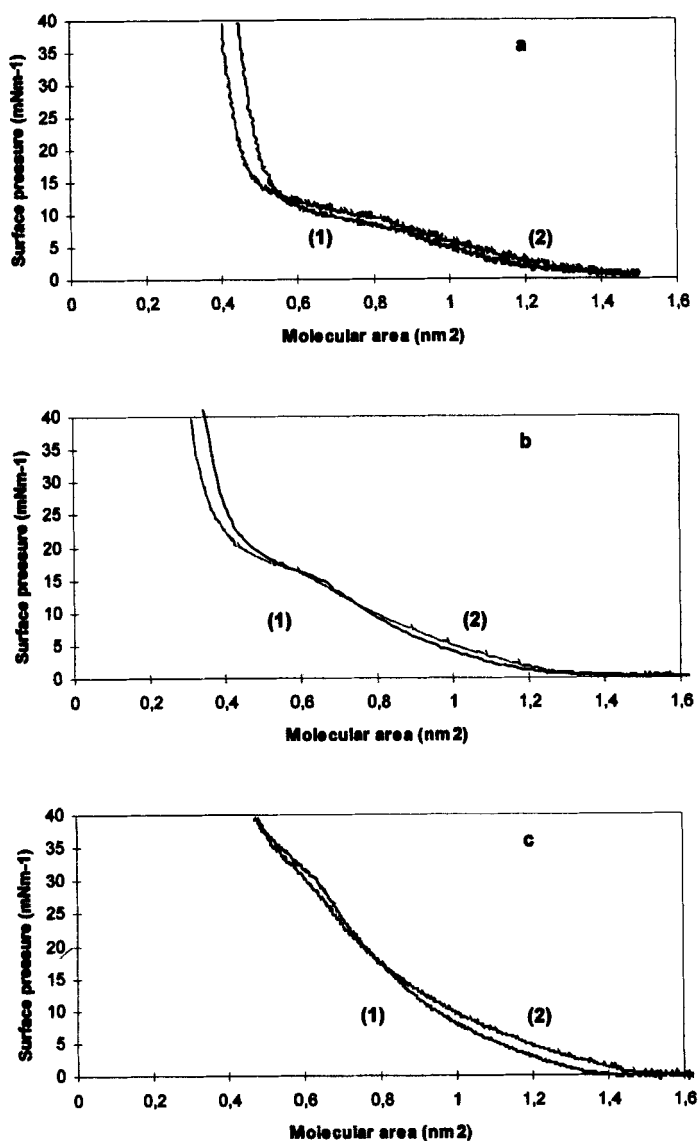 40
a
35
30
25
20
15
10
5
0
(1)
(2)
0 0,2 0,4 0,6 0,8 1 1,2 1,4 1,6
Surface pressure (mNm-1)
Molecular area (nm2)
40
b
35
30
25
20
15
10
5
0
(1)
(2)
0 0,2 0,4 0,6 0,8 1 1,2 1,4 1,6
Surface pressure (mNm-1)
Molecular area (nm2)
40
c
35
30
25
20
15
10
5
0
(1)
(2)
0 0,2 0,4 0,6 0,8 1 1,2 1,4 1,6
Surface pressure (mNm-1)
Molecular area (nm2)